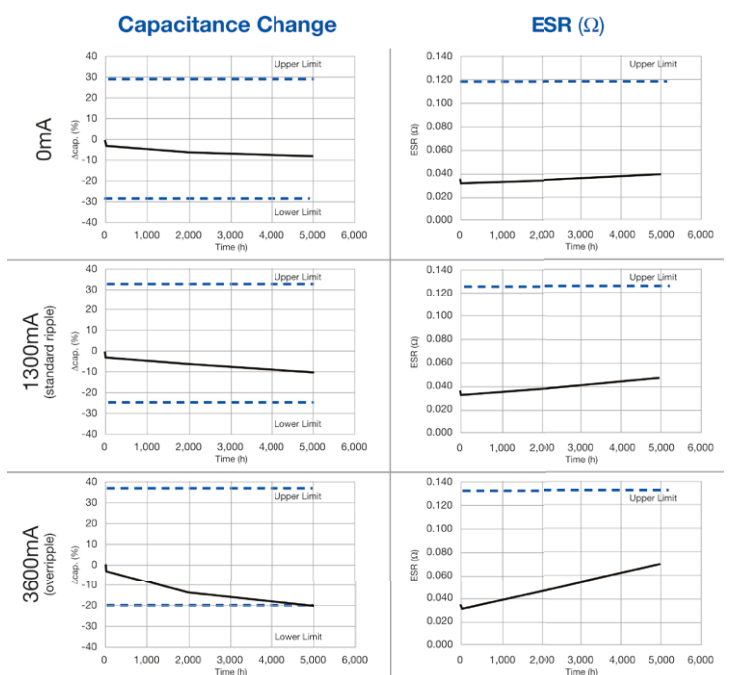 Capacitance Change
ESR (Ω)
0mA
Δcap. (%)
40
30
20
10
0
-10
-20
-30
-40
Upper Limit
Lower Limit
0 1,000 2,000 3,000 4,000 5,000 6,000
Time (h)
ESR (Ω)
0.140
0.120
0.100
0.080
0.060
0.040
0.020
0.000
Upper Limit
0 1,000 2,000 3,000 4,000 5,000 6,000
Time (h)
1300mA
(standard ripple)
Δcap. (%)
40
30
20
10
0
-10
-20
-30
-40
Upper Limit
Lower Limit
0 1,000 2,000 3,000 4,000 5,000 6,000
Time (h)
ESR (Ω)
0.140
0.120
0.100
0.080
0.060
0.040
0.020
0.000
Upper Limit
0 1,000 2,000 3,000 4,000 5,000 6,000
Time (h)
3600mA
(overripple)
Δcap. (%)
40
30
20
10
0
-10
-20
-30
-40
Upper Limit
Lower Limit
0 1,000 2,000 3,000 4,000 5,000 6,000
Time (h)
ESR (Ω)
0.140
0.120
0.100
0.080
0.060
0.040
0.020
0.000
Upper Limit
0 1,000 2,000 3,000 4,000 5,000 6,000
Time (h)